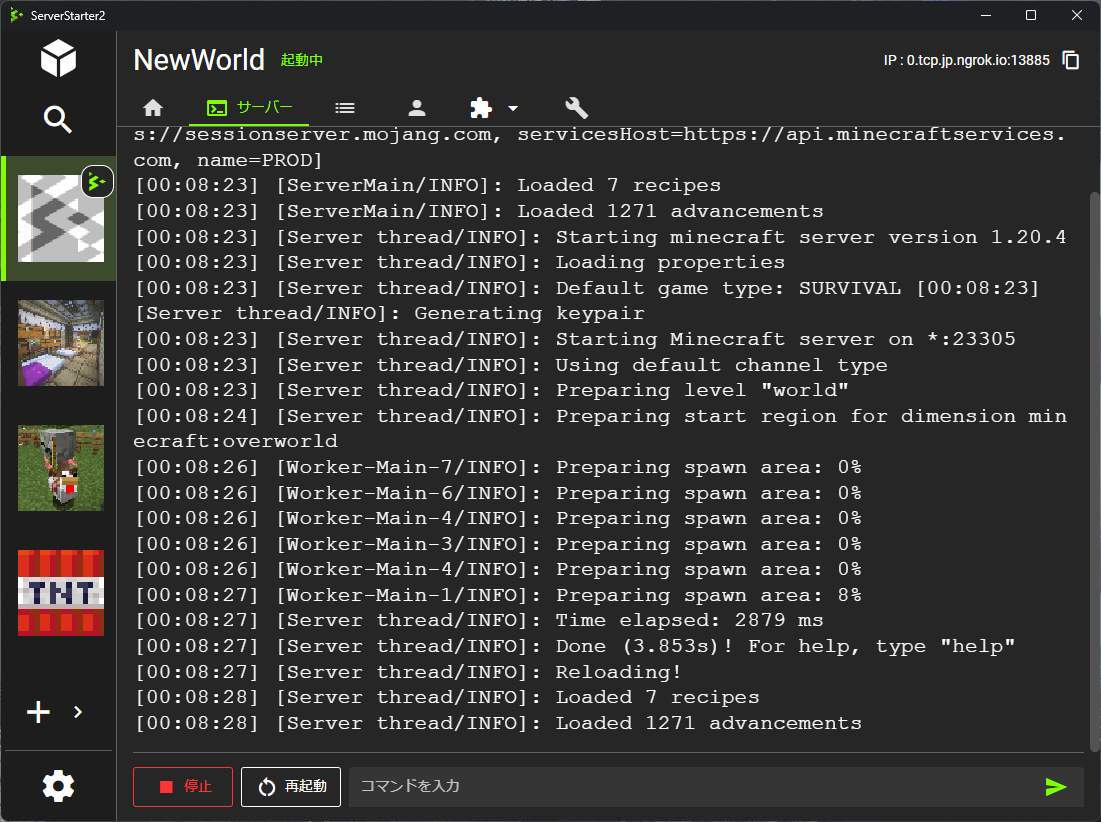 ServerStarter2
NewWorld 起動中
IP : 0.tcp.jp.ngrok.io:13885
サーバー
s://sessionserver.mojang.com, servicesHost=https://api.minecraftservices.
com, name=PROD]
[00:08:23] [ServerMain/INFO]: Loaded 7 recipes
[00:08:23] [ServerMain/INFO]: Loaded 1271 advancements
[00:08:23] [Server thread/INFO]: Starting minecraft server version 1.20.4
[00:08:23] [Server thread/INFO]: Loading properties
[00:08:23] [Server thread/INFO]: Default game type: SURVIVAL [00:08:23]
[Server thread/INFO]: Generating keypair
[00:08:23] [Server thread/INFO]: Starting Minecraft server on *:23305
[00:08:23] [Server thread/INFO]: Using default channel type
[00:08:23] [Server thread/INFO]: Preparing level "world"
[00:08:24] [Server thread/INFO]: Preparing start region for dimension min
ecraft:overworld
[00:08:26] [Worker-Main-7/INFO]: Preparing spawn area: 0%
[00:08:26] [Worker-Main-6/INFO]: Preparing spawn area: 0%
[00:08:26] [Worker-Main-4/INFO]: Preparing spawn area: 0%
[00:08:26] [Worker-Main-3/INFO]: Preparing spawn area: 0%
[00:08:26] [Worker-Main-4/INFO]: Preparing spawn area: 0%
[00:08:27] [Worker-Main-1/INFO]: Preparing spawn area: 8%
[00:08:27] [Server thread/INFO]: Time elapsed: 2879 ms
[00:08:27] [Server thread/INFO]: Done (3.853s)! For help, type "help"
[00:08:27] [Server thread/INFO]: Reloading!
[00:08:28] [Server thread/INFO]: Loaded 7 recipes
[00:08:28] [Server thread/INFO]: Loaded 1271 advancements
TNT
停止
再起動
コマンドを入力